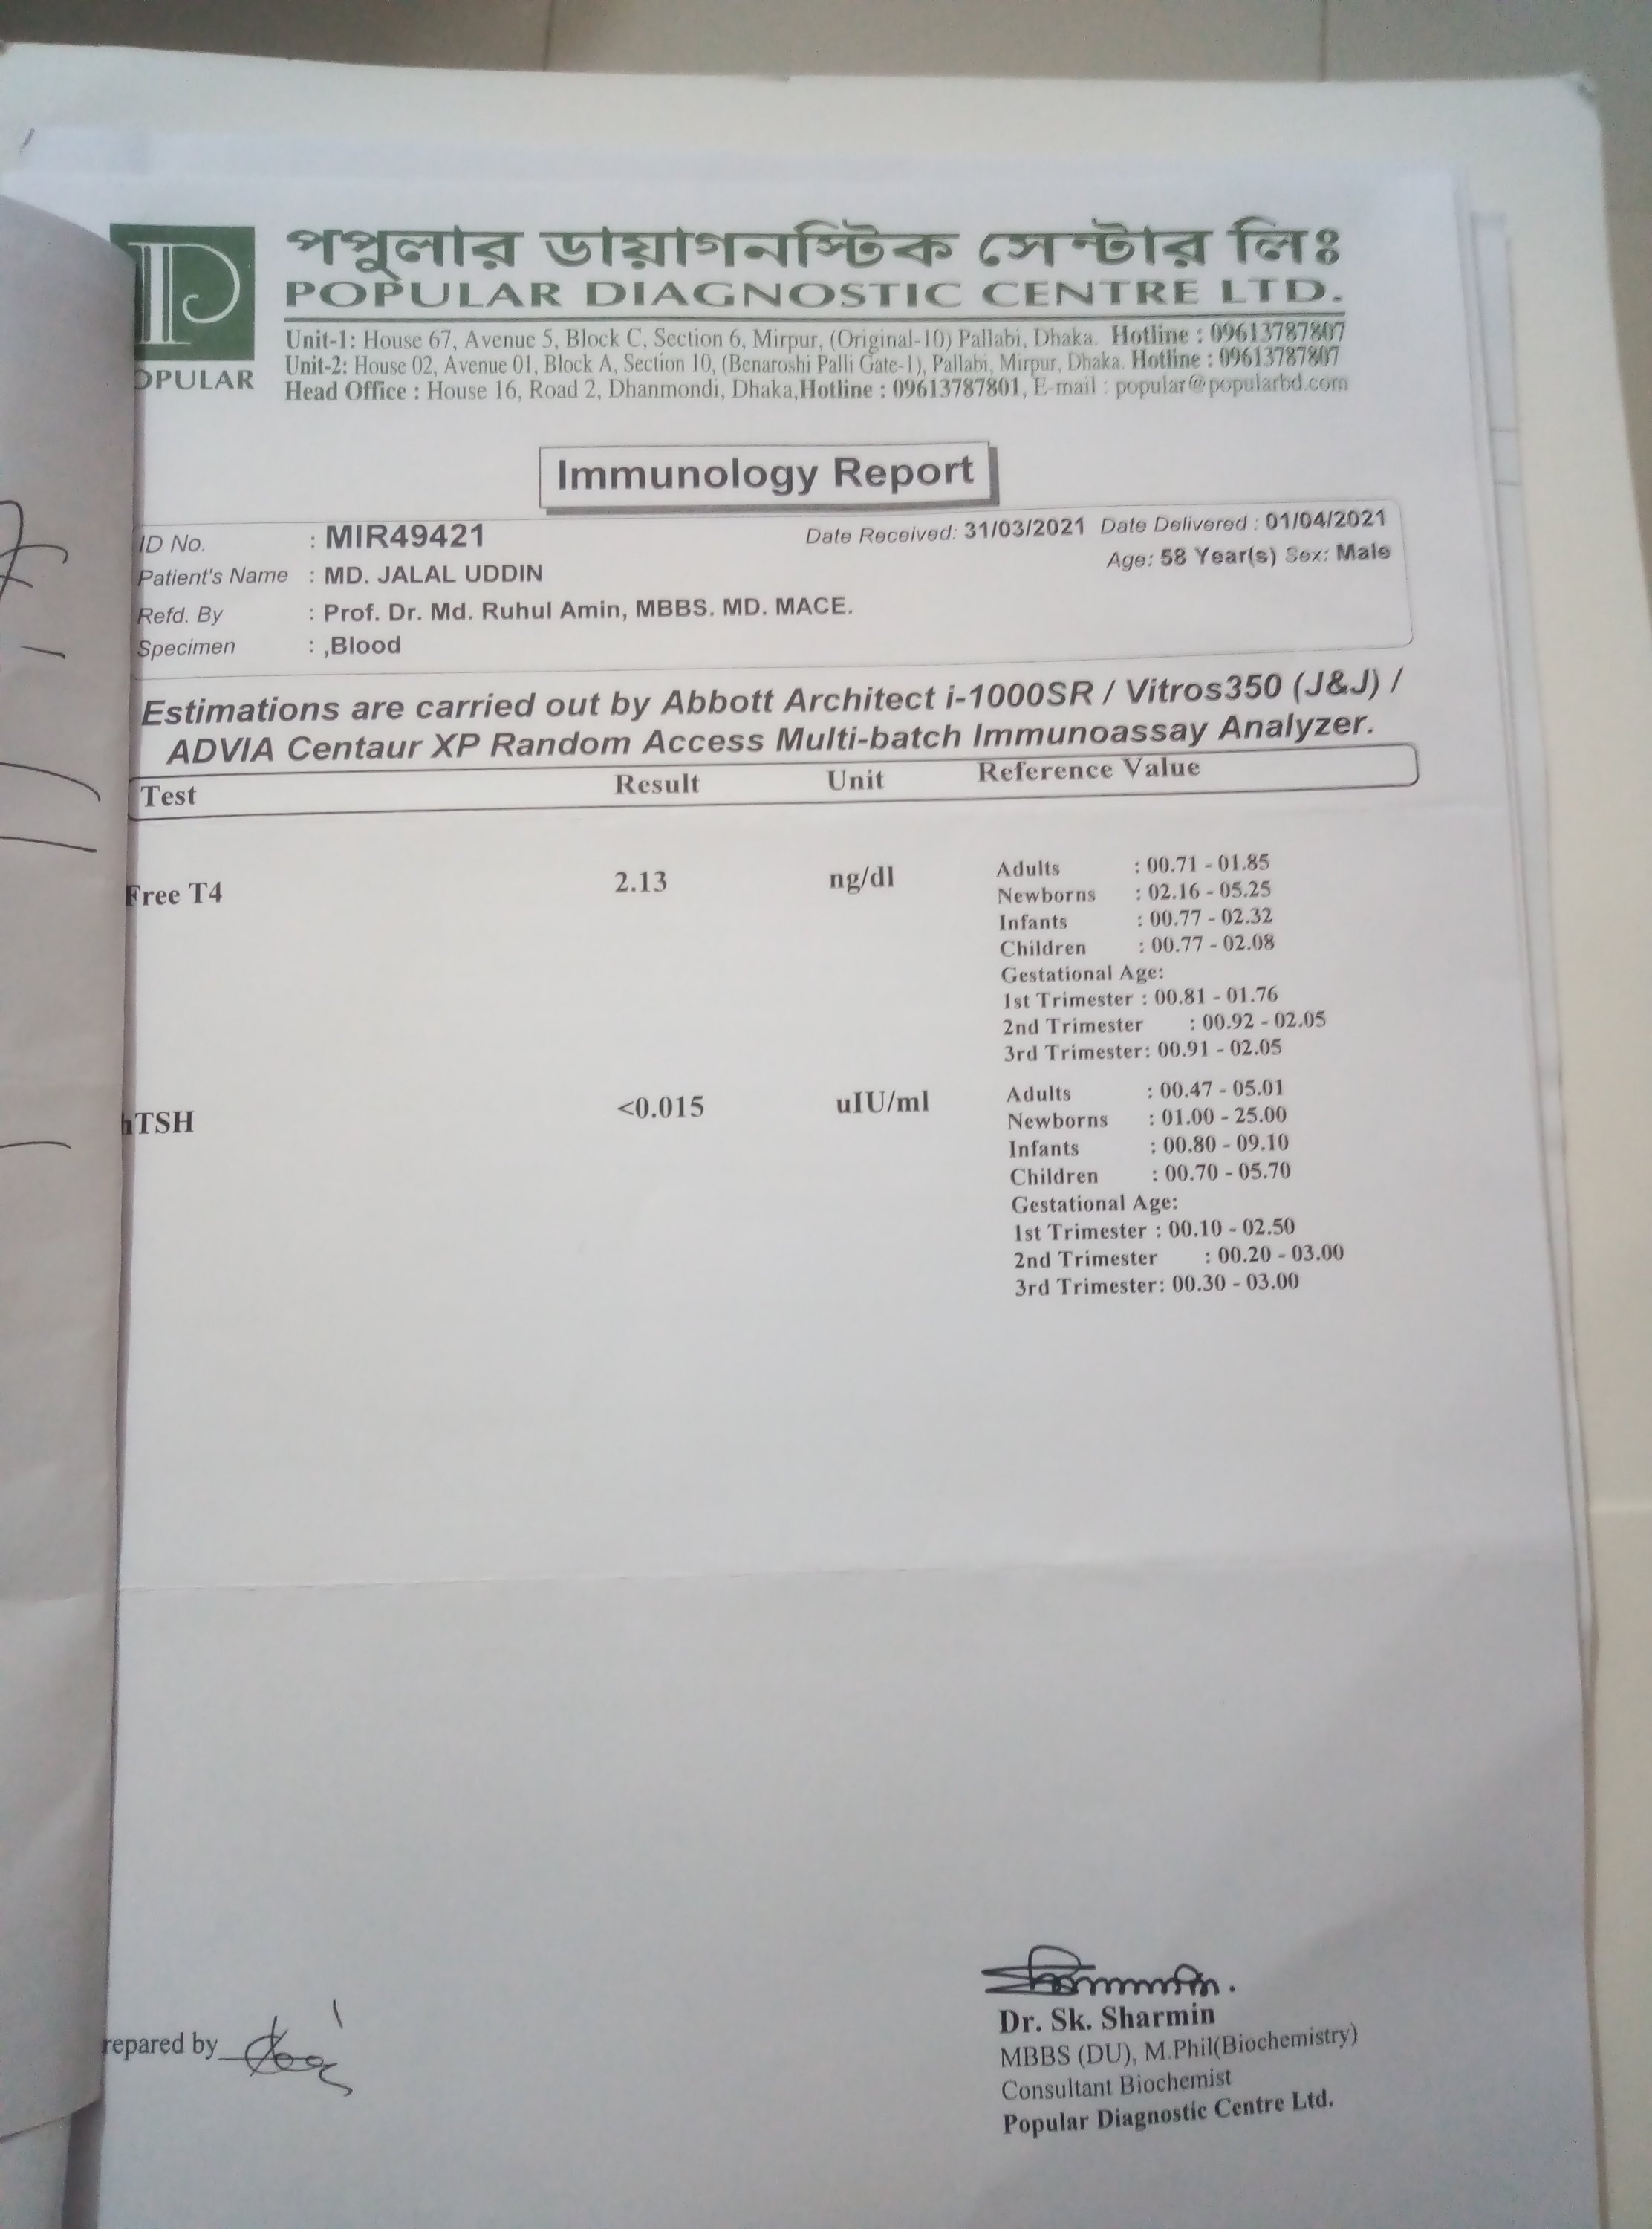 পপুলার ডায়াগনস্টিক সেন্টার লিঃ
POPULAR DIAGNOSTIC CENTRE LTD.
OPULAR
Unit-1: House 67, Avenue 5, Block C, Section 6, Mirpur, (Original-10) Pallabi, Dhaka. Hotline : 09613787807
Unit-2: House 02, Avenue 01, Block A, Section 10, (Benaroshi Palli Gate-1), Pallabi, Mirpur, Dhaka. Hotline : 09613787807
Head Office : House 16, Road 2, Dhanmondi, Dhaka,Hotline : 09613787801, E-mail : popular@popularbd.com
Immunology Report
ID No. : MIR49421 Date Received: 31/03/2021 Date Delivered : 01/04/2021
Patient's Name : MD. JALAL UDDIN Age: 58 Year(s) Sex: Male
Refd. By : Prof. Dr. Md. Ruhul Amin, MBBS. MD. MACE.
Specimen : ,Blood
Estimations are carried out by Abbott Architect i-1000SR / Vitros350 (J&J) /
ADVIA Centaur XP Random Access Multi-batch Immunoassay Analyzer.
Test Result Unit Reference Value
Free T4 2.13 ng/dl Adults : 00.71 - 01.85
Newborns : 02.16 - 05.25
Infants : 00.77 - 02.32
Children : 00.77 - 02.08
Gestational Age:
1st Trimester : 00.81 - 01.76
2nd Trimester : 00.92 - 02.05
3rd Trimester: 00.91 - 02.05
hTSH <0.015 uIU/ml Adults : 00.47 - 05.01
Newborns : 01.00 - 25.00
Infants : 00.80 - 09.10
Children : 00.70 - 05.70
Gestational Age:
1st Trimester : 00.10 - 02.50
2nd Trimester : 00.20 - 03.00
3rd Trimester: 00.30 - 03.00
repared by
Dr. Sk. Sharmin
MBBS (DU), M.Phil(Biochemistry)
Consultant Biochemist
Popular Diagnostic Centre Ltd.